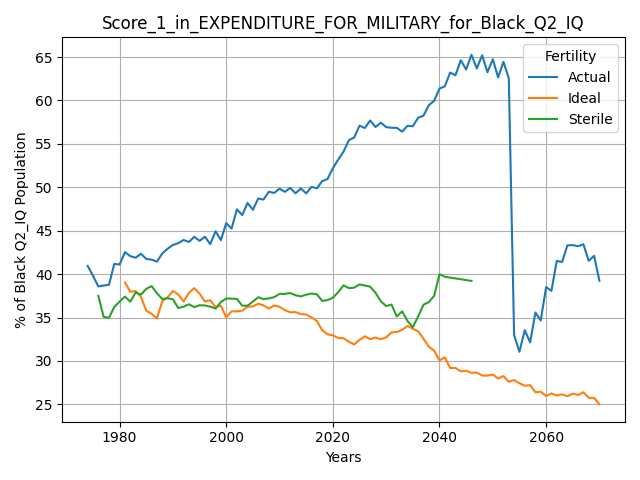 Score_1_in_EXPENDITURE_FOR_MILITARY_for_Black_Q2_IQ
Fertility
Actual
Ideal
Sterile
% of Black Q2_IQ Population
65
60
55
50
45
40
35
30
25
1980 2000 2020 2040 2060
Years